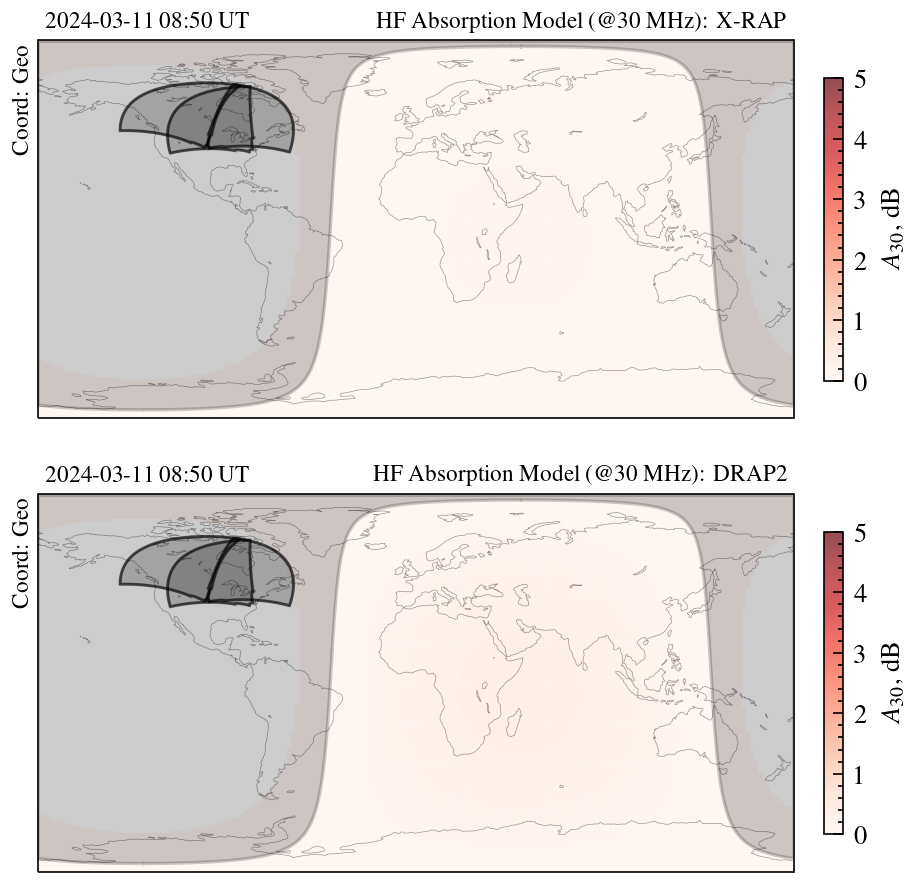 2024-03-11 08:50 UT
HF Absorption Model (@30 MHz): X-RAP
Coord: Geo
5
4
3
2
1
0
A₃₀, dB
2024-03-11 08:50 UT
HF Absorption Model (@30 MHz): DRAP2
Coord: Geo
5
4
3
2
1
0
A₃₀, dB